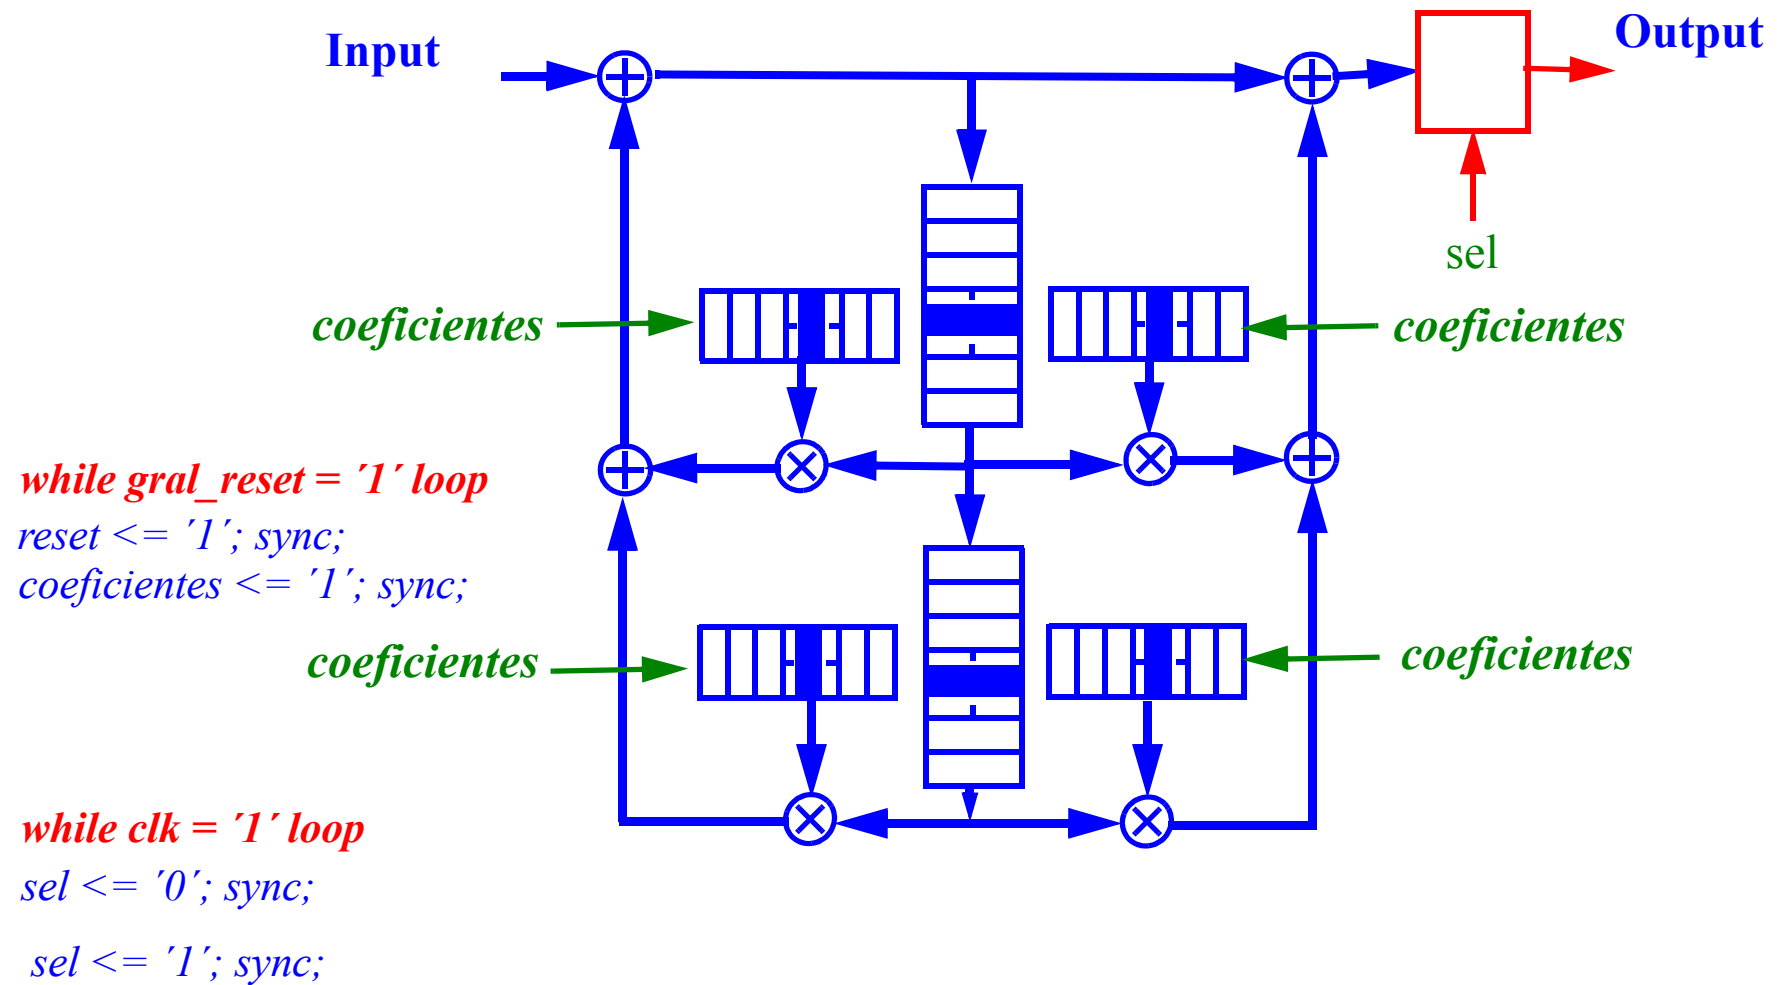 Input
Output
sel
coeficientes
coeficientes
while gral_reset = ´1´ loop
reset <= ´1´; sync;
coeficientes <= ´1´; sync;
coeficientes
coeficientes
while clk = ´1´ loop
sel <= ´0´; sync;
sel <= ´1´; sync;